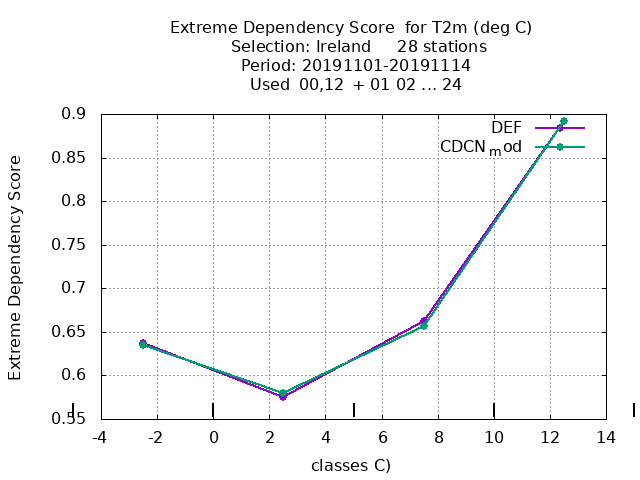 Extreme Dependency Score  for T2m (deg C)
Selection: Ireland     28 stations
Period: 20191101-20191114
Used  00,12  + 01 02 ... 24
Extreme Dependency Score
0.9
0.85
0.8
0.75
0.7
0.65
0.6
0.55
DEF
CDCNmod
-4 -2 0 2 4 6 8 10 12 14
classes C)